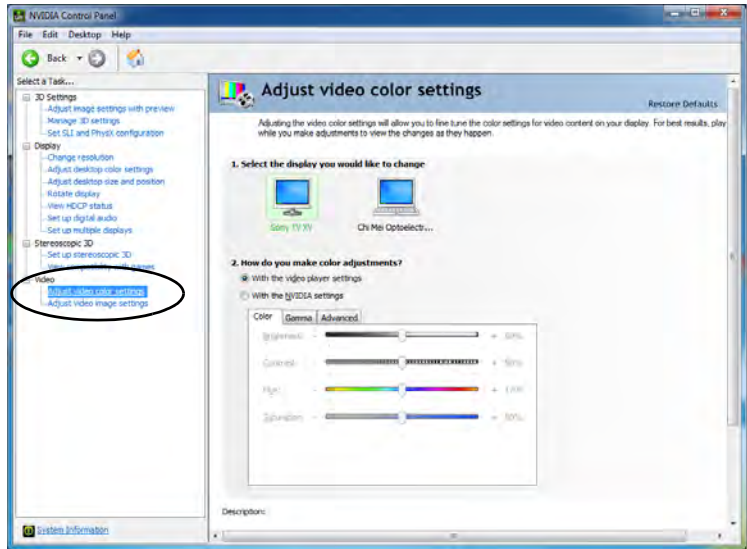 NVIDIA Control Panel
File Edit Desktop Help
Back
Select a Task...
3D Settings
Adjust image settings with preview
Manage 3D settings
Set SLI and PhysX configuration
Display
Change resolution
Adjust desktop color settings
Adjust desktop size and position
Rotate display
View HDCP status
Set up digital audio
Set up multiple displays
Stereoscopic 3D
Set up stereoscopic 3D
View compatibility with games
Video
Adjust video color settings
Adjust video image settings
System Information
Adjust video color settings
Restore Defaults
Adjusting the video color settings will allow you to fine tune the color settings for video content on your display. For best results, play
while you make adjustments to view the changes as they happen.
1. Select the display you would like to change
Sony TV XV Chi Mei Optoelectr...
2. How do you make color adjustments?
With the video player settings
With the NVIDIA settings
Color Gamma Advanced
Brightness: - + 50%
Contrast: - + 50%
Hue: - +
Saturation: - + 50%
Description: